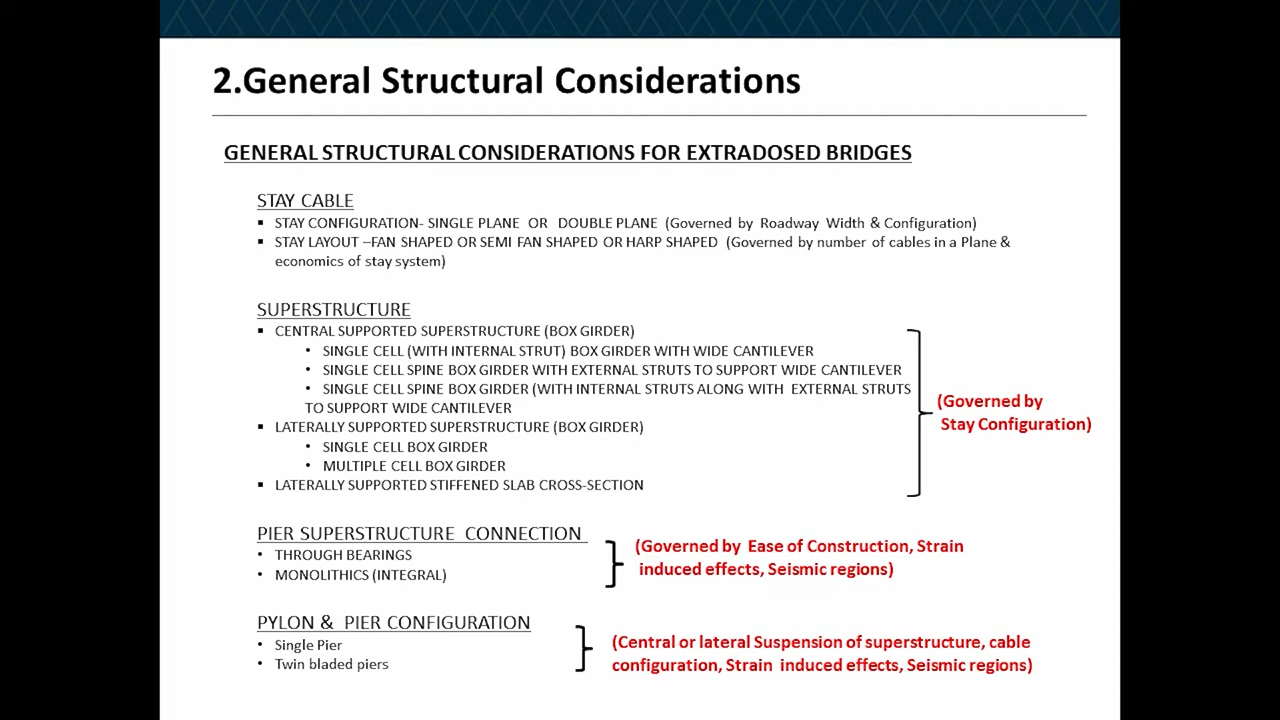 2.General Structural Considerations
GENERAL STRUCTURAL CONSIDERATIONS FOR EXTRADOSED BRIDGES
STAY CABLE
▪ STAY CONFIGURATION- SINGLE PLANE OR DOUBLE PLANE (Governed by Roadway Width & Configuration)
▪ STAY LAYOUT –FAN SHAPED OR SEMI FAN SHAPED OR HARP SHAPED (Governed by number of cables in a Plane &
economics of stay system)
SUPERSTRUCTURE
▪ CENTRAL SUPPORTED SUPERSTRUCTURE (BOX GIRDER)
• SINGLE CELL (WITH INTERNAL STRUT) BOX GIRDER WITH WIDE CANTILEVER
• SINGLE CELL SPINE BOX GIRDER WITH EXTERNAL STRUTS TO SUPPORT WIDE CANTILEVER
• SINGLE CELL SPINE BOX GIRDER (WITH INTERNAL STRUTS ALONG WITH EXTERNAL STRUTS
TO SUPPORT WIDE CANTILEVER
▪ LATERALLY SUPPORTED SUPERSTRUCTURE (BOX GIRDER)
• SINGLE CELL BOX GIRDER
• MULTIPLE CELL BOX GIRDER
▪ LATERALLY SUPPORTED STIFFENED SLAB CROSS-SECTION
(Governed by
Stay Configuration)
PIER SUPERSTRUCTURE CONNECTION
• THROUGH BEARINGS
• MONOLITHICS (INTEGRAL)
(Governed by Ease of Construction, Strain
induced effects, Seismic regions)
PYLON & PIER CONFIGURATION
• Single Pier
• Twin bladed piers
(Central or lateral Suspension of superstructure, cable
configuration, Strain induced effects, Seismic regions)